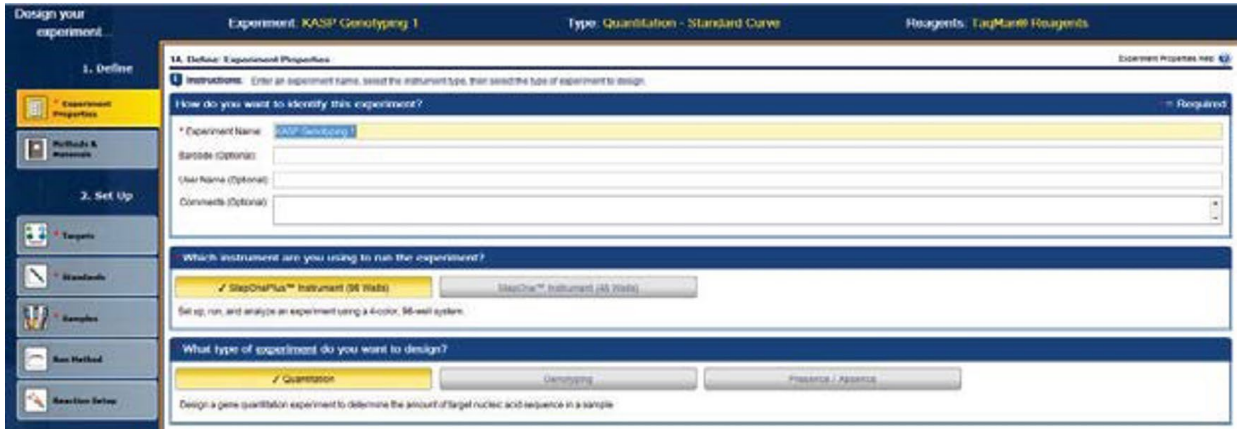 Design your experiment...
Experiment: KASP Genotyping 1
Type: Quantitation - Standard Curve
Reagents: TaqMan® Reagents
1. Define
* Experiment Properties
Methods & Materials
2. Set Up
* Targets
* Standards
* Samples
Run Method
Reaction Setup
1A. Define: Experiment Properties
Experiment Properties Help
Instructions: Enter an experiment name, select the instrument type, then select the type of experiment to design.
How do you want to identify this experiment?
* = Required
* Experiment Name:
KASP Genotyping 1
Barcode (Optional):
User Name (Optional):
Comments (Optional):
* Which instrument are you using to run the experiment?
✓ StepOnePlus™ Instrument (96 Wells)
StepOne™ Instrument (48 Wells)
Set up, run, and analyze an experiment using a 4-color, 96-well system.
What type of experiment do you want to design?
✓ Quantitation
Genotyping
Presence / Absence
Design a gene quantitation experiment to determine the amount of target nucleic acid sequence in a sample